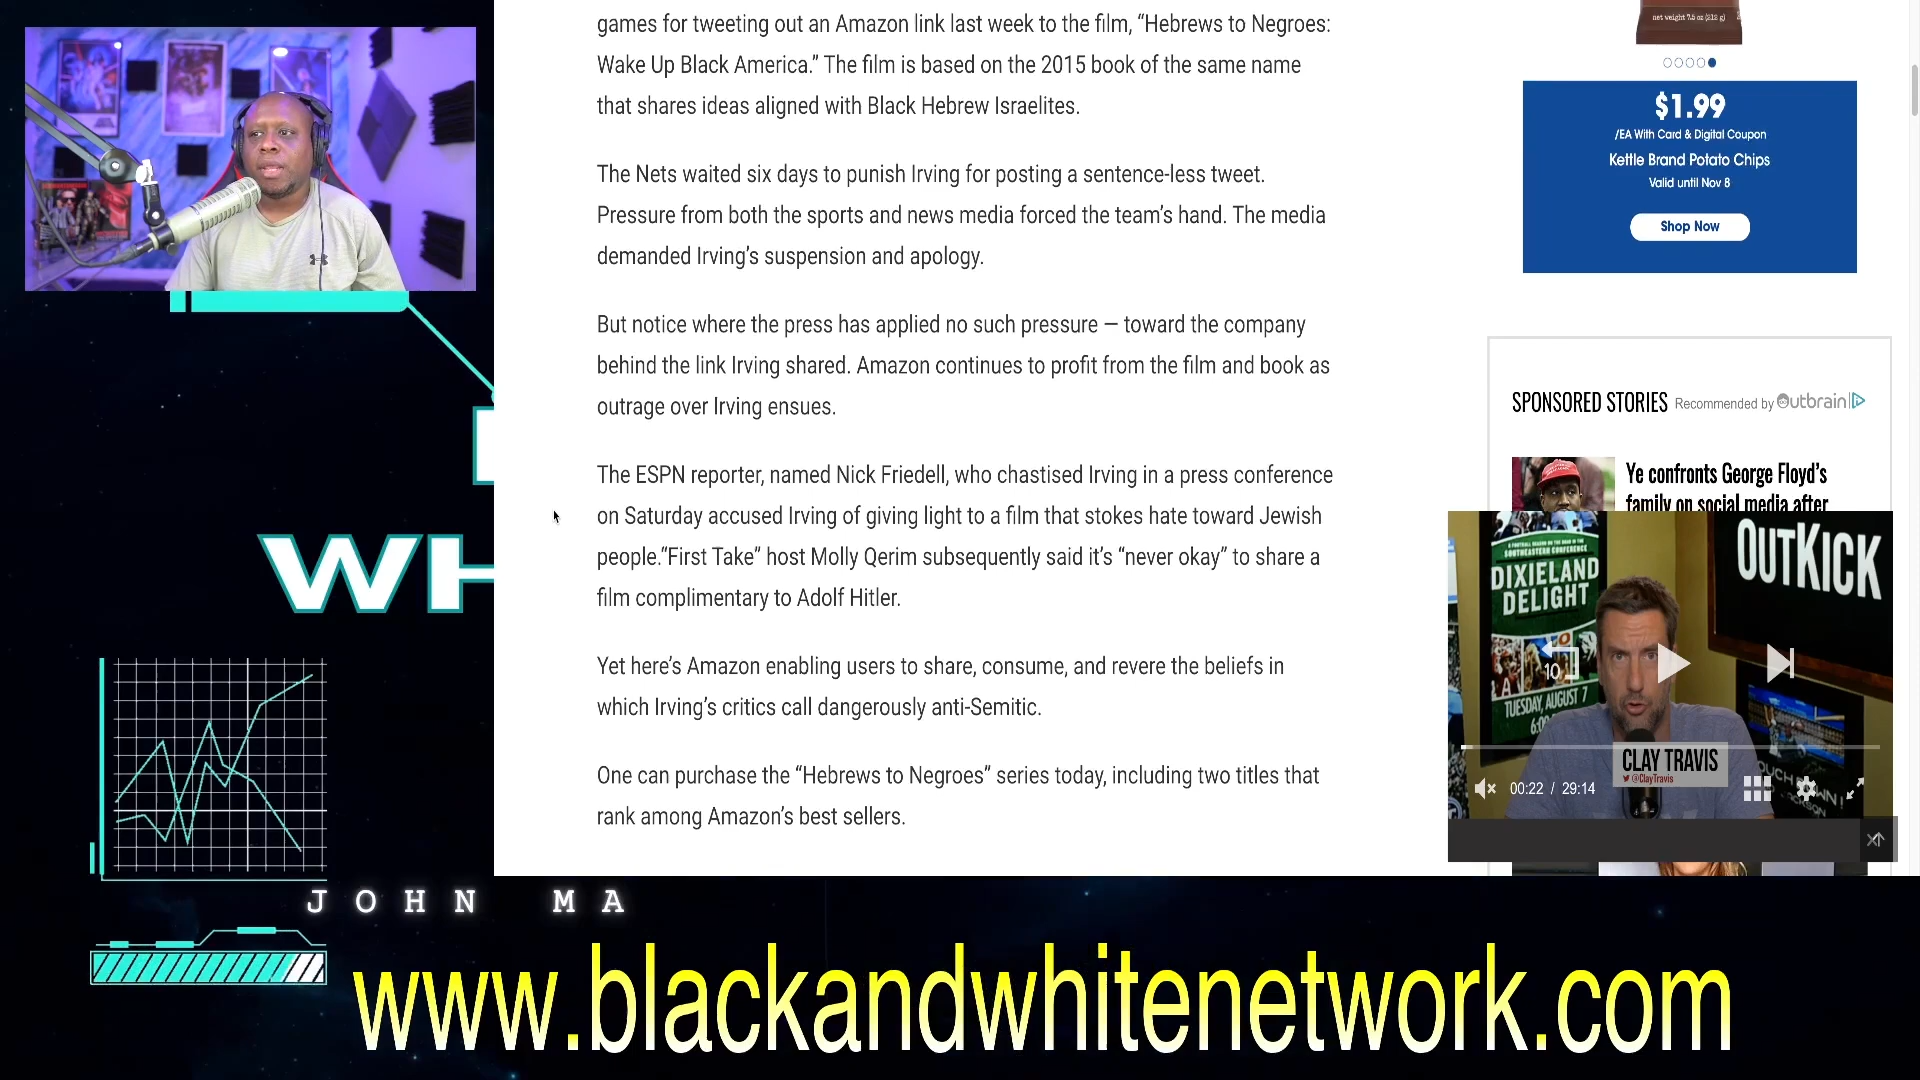 games for tweeting out an Amazon link last week to the film, “Hebrews to Negroes:
Wake Up Black America.” The film is based on the 2015 book of the same name
that shares ideas aligned with Black Hebrew Israelites.
The Nets waited six days to punish Irving for posting a sentence-less tweet.
Pressure from both the sports and news media forced the team’s hand. The media
demanded Irving’s suspension and apology.
But notice where the press has applied no such pressure — toward the company
behind the link Irving shared. Amazon continues to profit from the film and book as
outrage over Irving ensues.
The ESPN reporter, named Nick Friedell, who chastised Irving in a press conference
on Saturday accused Irving of giving light to a film that stokes hate toward Jewish
people.“First Take” host Molly Qerim subsequently said it’s “never okay” to share a
film complimentary to Adolf Hitler.
Yet here’s Amazon enabling users to share, consume, and revere the beliefs in
which Irving’s critics call dangerously anti-Semitic.
One can purchase the “Hebrews to Negroes” series today, including two titles that
rank among Amazon’s best sellers.
net weight 7.5 oz (212 g)
$1.99
/EA With Card & Digital Coupon
Kettle Brand Potato Chips
Valid until Nov 8
Shop Now
SPONSORED STORIES Recommended by Outbrain
Ye confronts George Floyd’s
family on social media after
SOUTHEASTERN CONFERENCE
DIXIELAND
DELIGHT
TUESDAY, AUGUST 7
OUTKICK
10
CLAY TRAVIS
@ClayTravis
00:22 / 29:14
WH
JOHN MA
www.blackandwhitenetwork.com